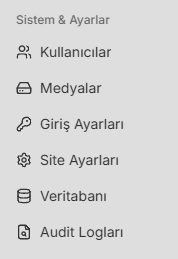 Sistem & Ayarlar
Kullanıcılar
Medyalar
Giriş Ayarları
Site Ayarları
Veritabanı
Audit Logları